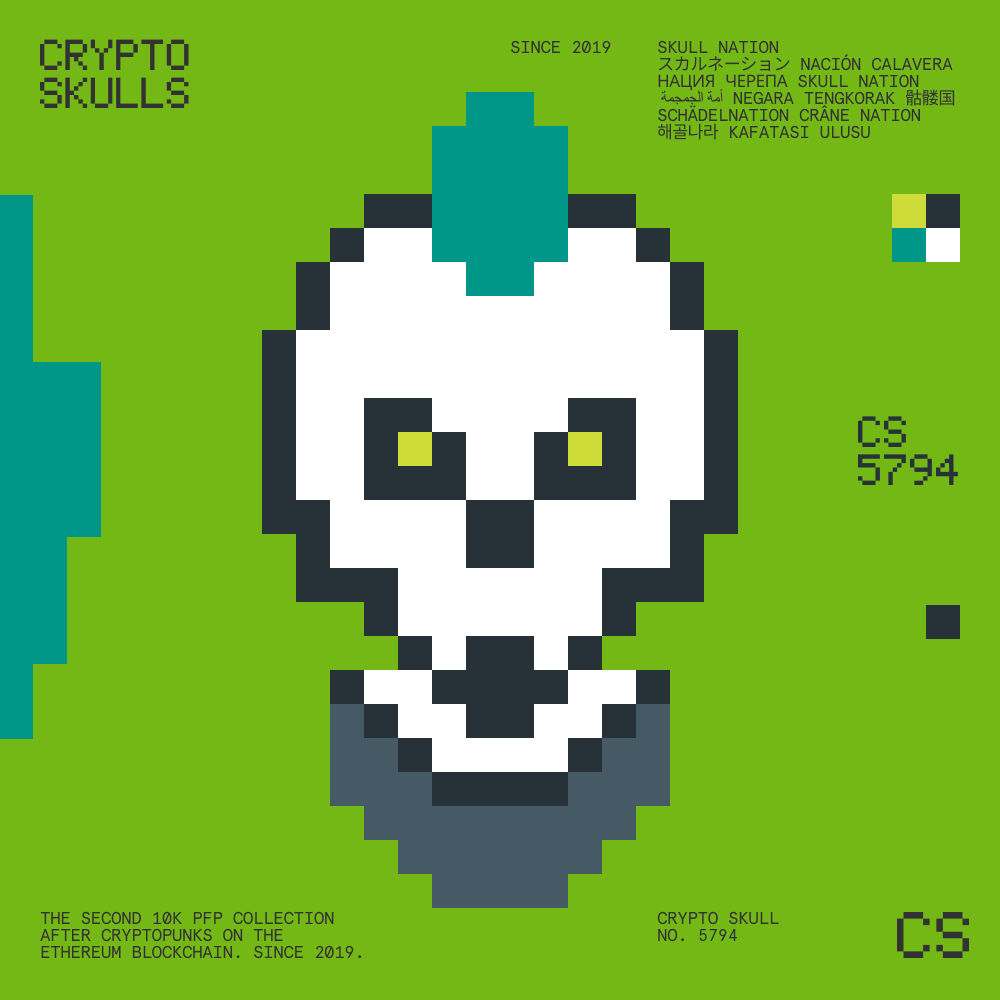 CRYPTO
SKULLS
SINCE 2019
SKULL NATION
スカルネーション NACIÓN CALAVERA
НАЦИЯ ЧЕРЕПА SKULL NATION
أمة الجمجمة NEGARA TENGKORAK 骷髅国
SCHÄDELNATION CRÂNE NATION
해골나라 KAFATASI ULUSU
CS
5794
THE SECOND 10K PFP COLLECTION
AFTER CRYPTOPUNKS ON THE
ETHEREUM BLOCKCHAIN. SINCE 2019.
CRYPTO SKULL
NO. 5794
CS